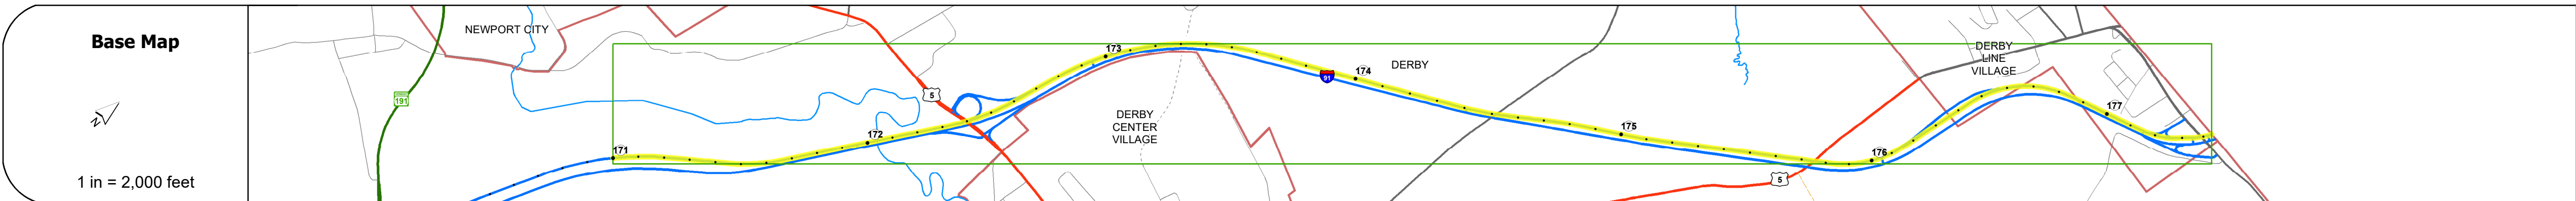 Base Map
N
1 in = 2,000 feet
191
NEWPORT CITY
171
172
5
173
DERBY
CENTER
VILLAGE
91
174
DERBY
175
5
176
DERBY
LINE
VILLAGE
177